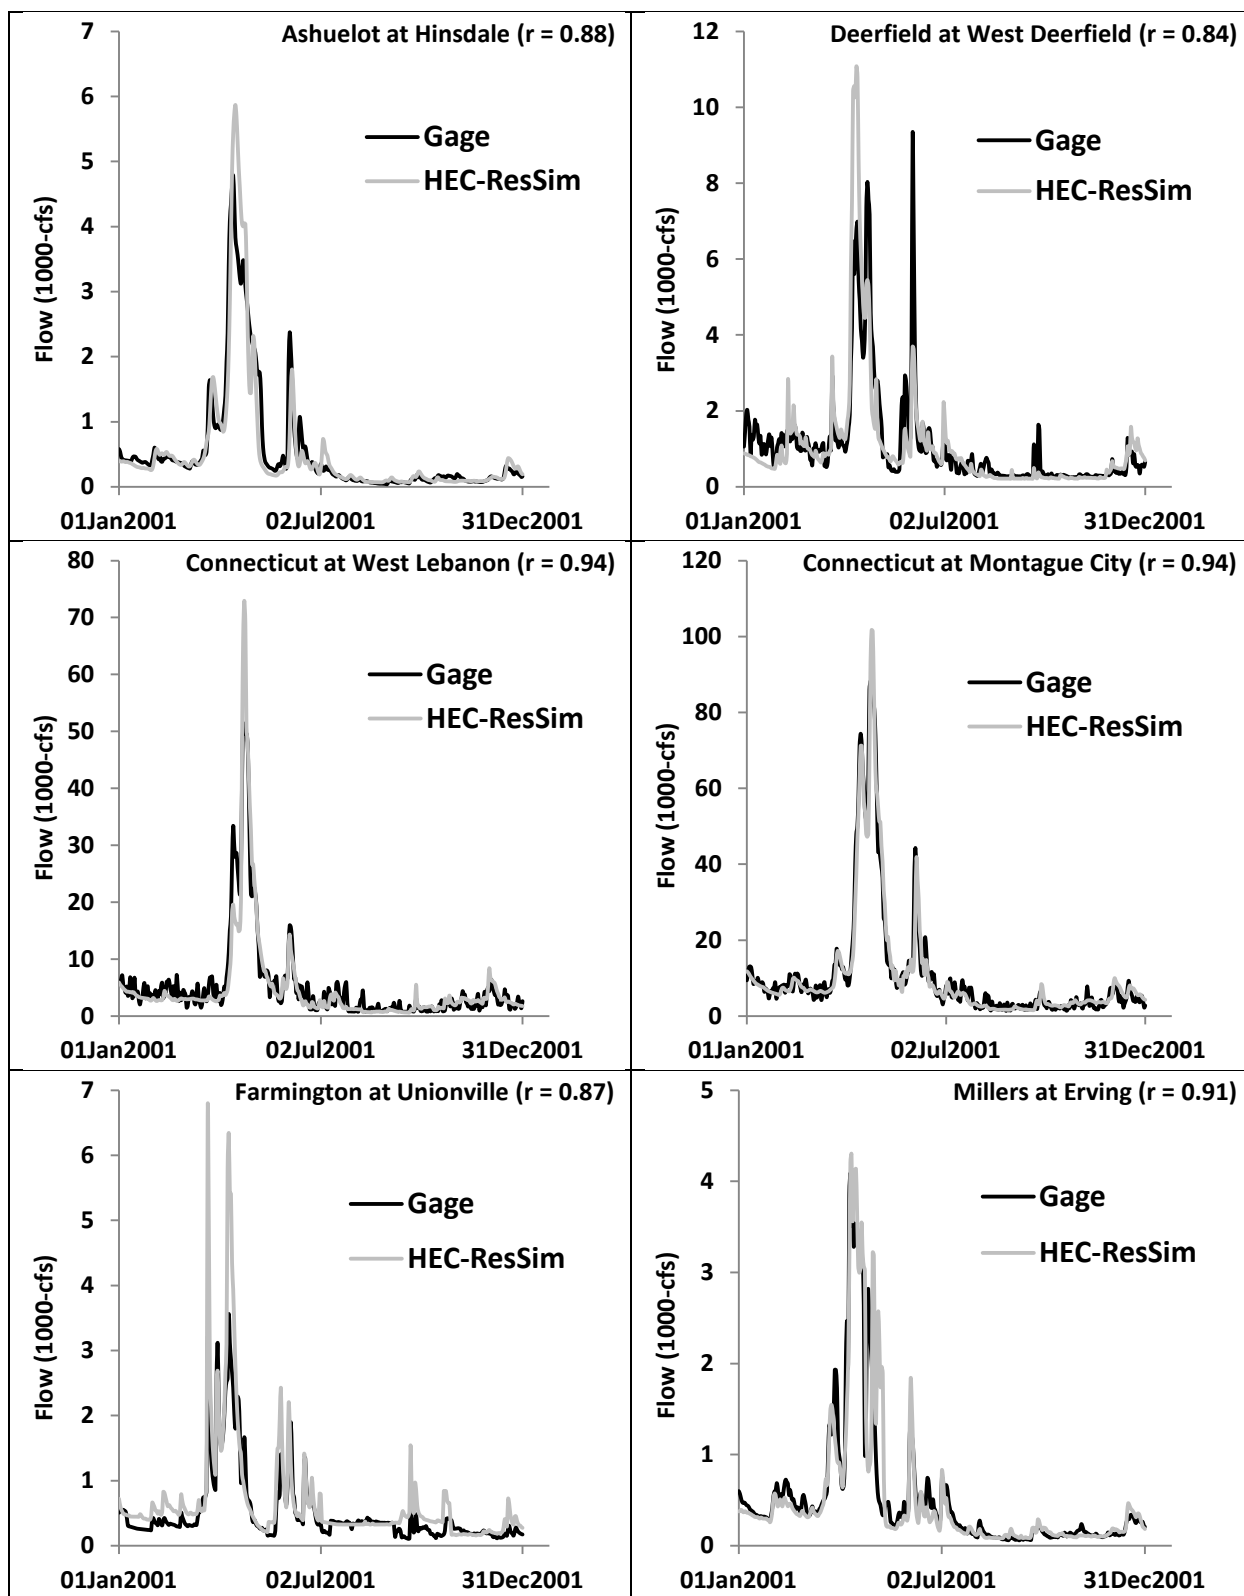 Ashuelot at Hinsdale (r = 0.88)
7
6
5
4
3
2
1
0
Flow (1000-cfs)
Gage
HEC-ResSim
01Jan2001 02Jul2001 31Dec2001
Deerfield at West Deerfield (r = 0.84)
12
10
8
6
4
2
0
Flow (1000-cfs)
Gage
HEC-ResSim
01Jan2001 02Jul2001 31Dec2001
Connecticut at West Lebanon (r = 0.94)
80
70
60
50
40
30
20
10
0
Flow (1000-cfs)
Gage
HEC-ResSim
01Jan2001 02Jul2001 31Dec2001
Connecticut at Montague City (r = 0.94)
120
100
80
60
40
20
0
Flow (1000-cfs)
Gage
HEC-ResSim
01Jan2001 02Jul2001 31Dec2001
Farmington at Unionville (r = 0.87)
7
6
5
4
3
2
1
0
Flow (1000-cfs)
Gage
HEC-ResSim
01Jan2001 02Jul2001 31Dec2001
Millers at Erving (r = 0.91)
5
4
3
2
1
0
Flow (1000-cfs)
Gage
HEC-ResSim
01Jan2001 02Jul2001 31Dec2001